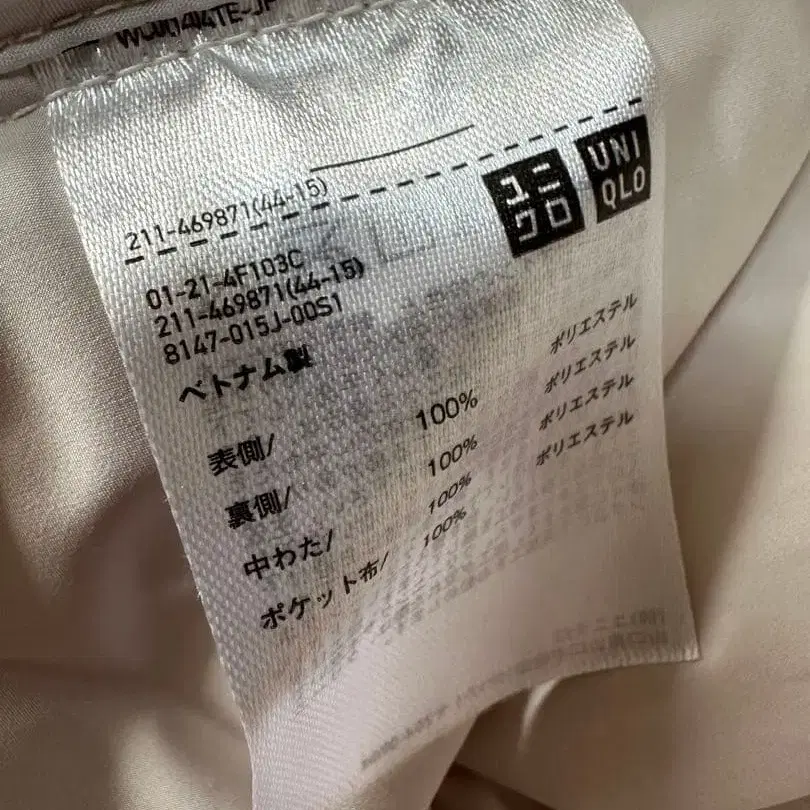 211-469871(44-15)
ユニクロ
UNIQLO
01-21-4F103C
211-469871(44-15)
8147-015J-00S1
ベトナム製
表側/ 100% ポリエステル
裏側/ 100% ポリエステル
中わた/ 100% ポリエステル
ポケット布/ 100% ポリエステル